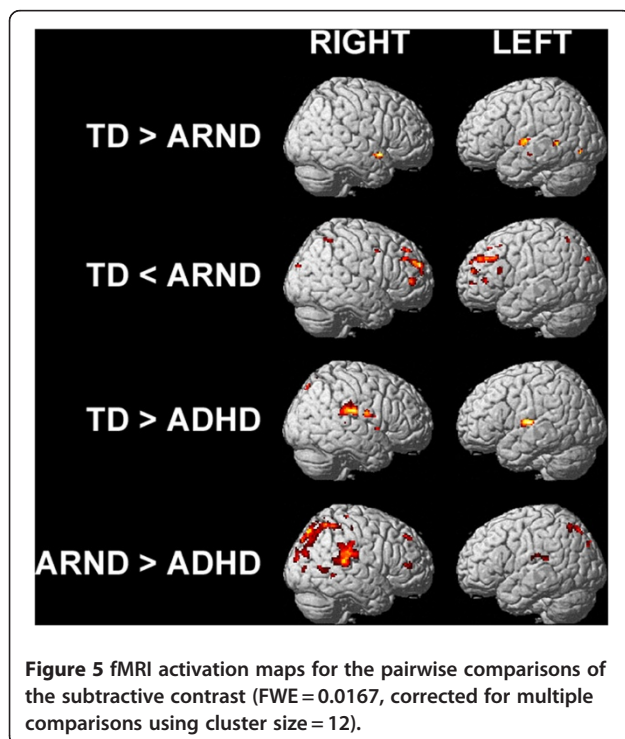 RIGHT LEFT
TD > ARND
TD < ARND
TD > ADHD
ARND > ADHD
Figure 5 fMRI activation maps for the pairwise comparisons of
the subtractive contrast (FWE = 0.0167, corrected for multiple
comparisons using cluster size = 12).